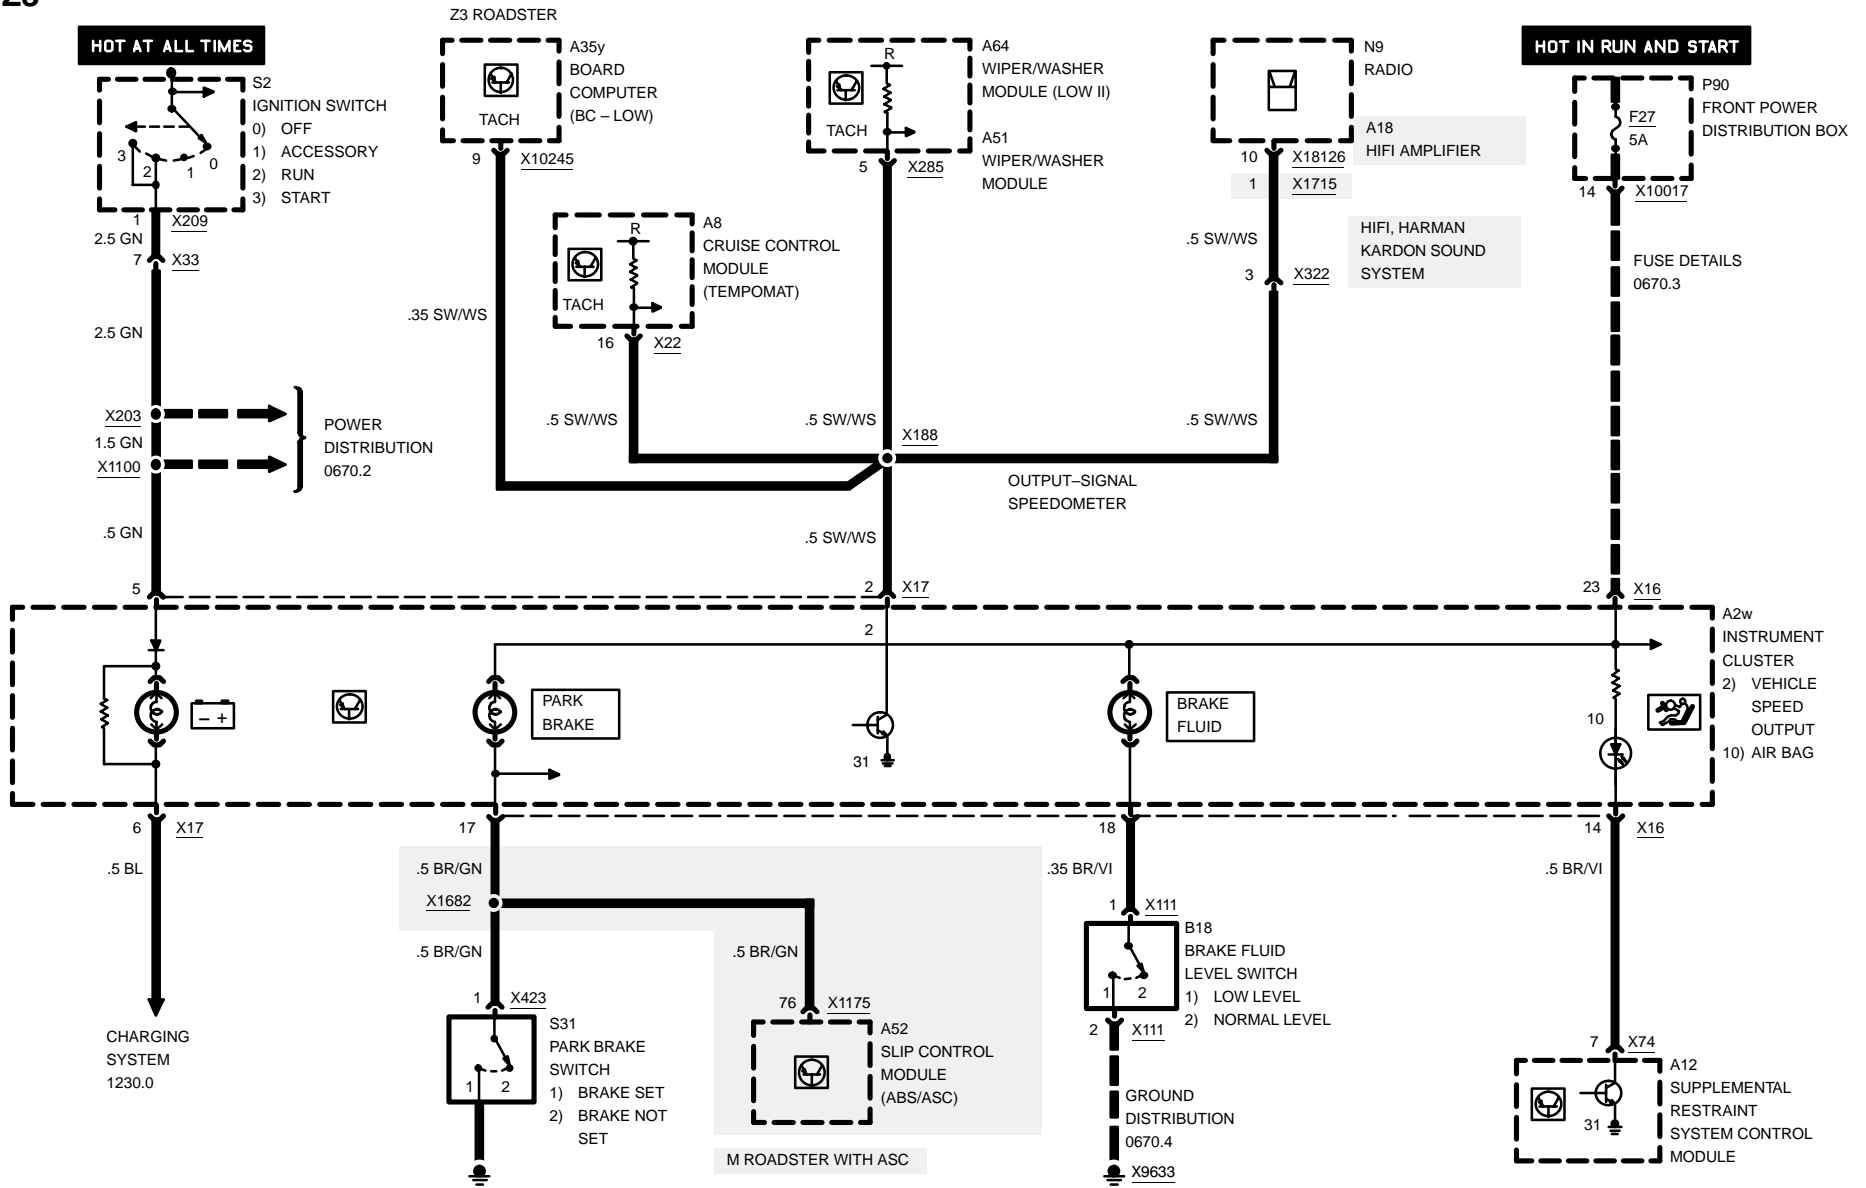 Z3 ROADSTER
HOT AT ALL TIMES
S2
IGNITION SWITCH
0) OFF
1) ACCESSORY
2) RUN
3) START
3
2
1
0
1 X209
2.5 GN
7 X33
2.5 GN
X203
1.5 GN
X1100
POWER
DISTRIBUTION
0670.2
.5 GN
5
A35y
BOARD
COMPUTER
(BC – LOW)
TACH
9 X10245
.35 SW/WS
R
TACH
A8
CRUISE CONTROL
MODULE
(TEMPOMAT)
16 X22
.5 SW/WS
R
TACH
A64
WIPER/WASHER
MODULE (LOW II)
A51
WIPER/WASHER
MODULE
5 X285
.5 SW/WS
X188
OUTPUT–SIGNAL
SPEEDOMETER
.5 SW/WS
2 X17
N9
RADIO
A18
HIFI AMPLIFIER
10 X18126
1 X1715
.5 SW/WS
3 X322
HIFI, HARMAN
KARDON SOUND
SYSTEM
.5 SW/WS
HOT IN RUN AND START
F27
5A
P90
FRONT POWER
DISTRIBUTION BOX
14 X10017
FUSE DETAILS
0670.3
23 X16
A2w
INSTRUMENT
CLUSTER
2) VEHICLE
SPEED
OUTPUT
10) AIR BAG
– +
PARK
BRAKE
2
31
BRAKE
FLUID
10
6 X17
.5 BL
CHARGING
SYSTEM
1230.0
17
.5 BR/GN
X1682
.5 BR/GN
1 X423
S31
PARK BRAKE
SWITCH
1) BRAKE SET
2) BRAKE NOT
SET
1 2
.5 BR/GN
76 X1175
A52
SLIP CONTROL
MODULE
(ABS/ASC)
M ROADSTER WITH ASC
18
.35 BR/VI
1 X111
B18
BRAKE FLUID
LEVEL SWITCH
1) LOW LEVEL
2) NORMAL LEVEL
1 2
2 X111
GROUND
DISTRIBUTION
0670.4
X9633
14 X16
.5 BR/VI
7 X74
A12
SUPPLEMENTAL
RESTRAINT
SYSTEM CONTROL
MODULE
31